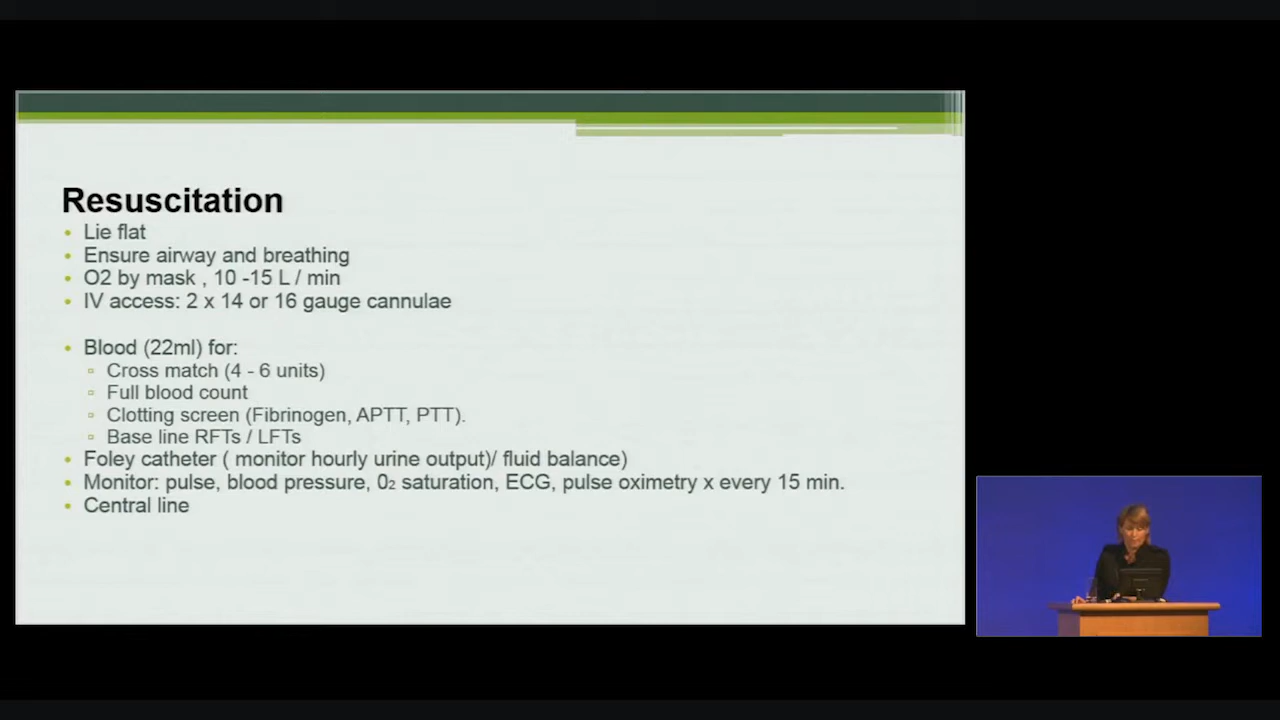 Resuscitation
• Lie flat
• Ensure airway and breathing
• O2 by mask , 10 -15 L / min
• IV access: 2 x 14 or 16 gauge cannulae
• Blood (22ml) for:
▫ Cross match (4 - 6 units)
▫ Full blood count
▫ Clotting screen (Fibrinogen, APTT, PTT).
▫ Base line RFTs / LFTs
• Foley catheter ( monitor hourly urine output)/ fluid balance)
• Monitor: pulse, blood pressure, 0₂ saturation, ECG, pulse oximetry x every 15 min.
• Central line